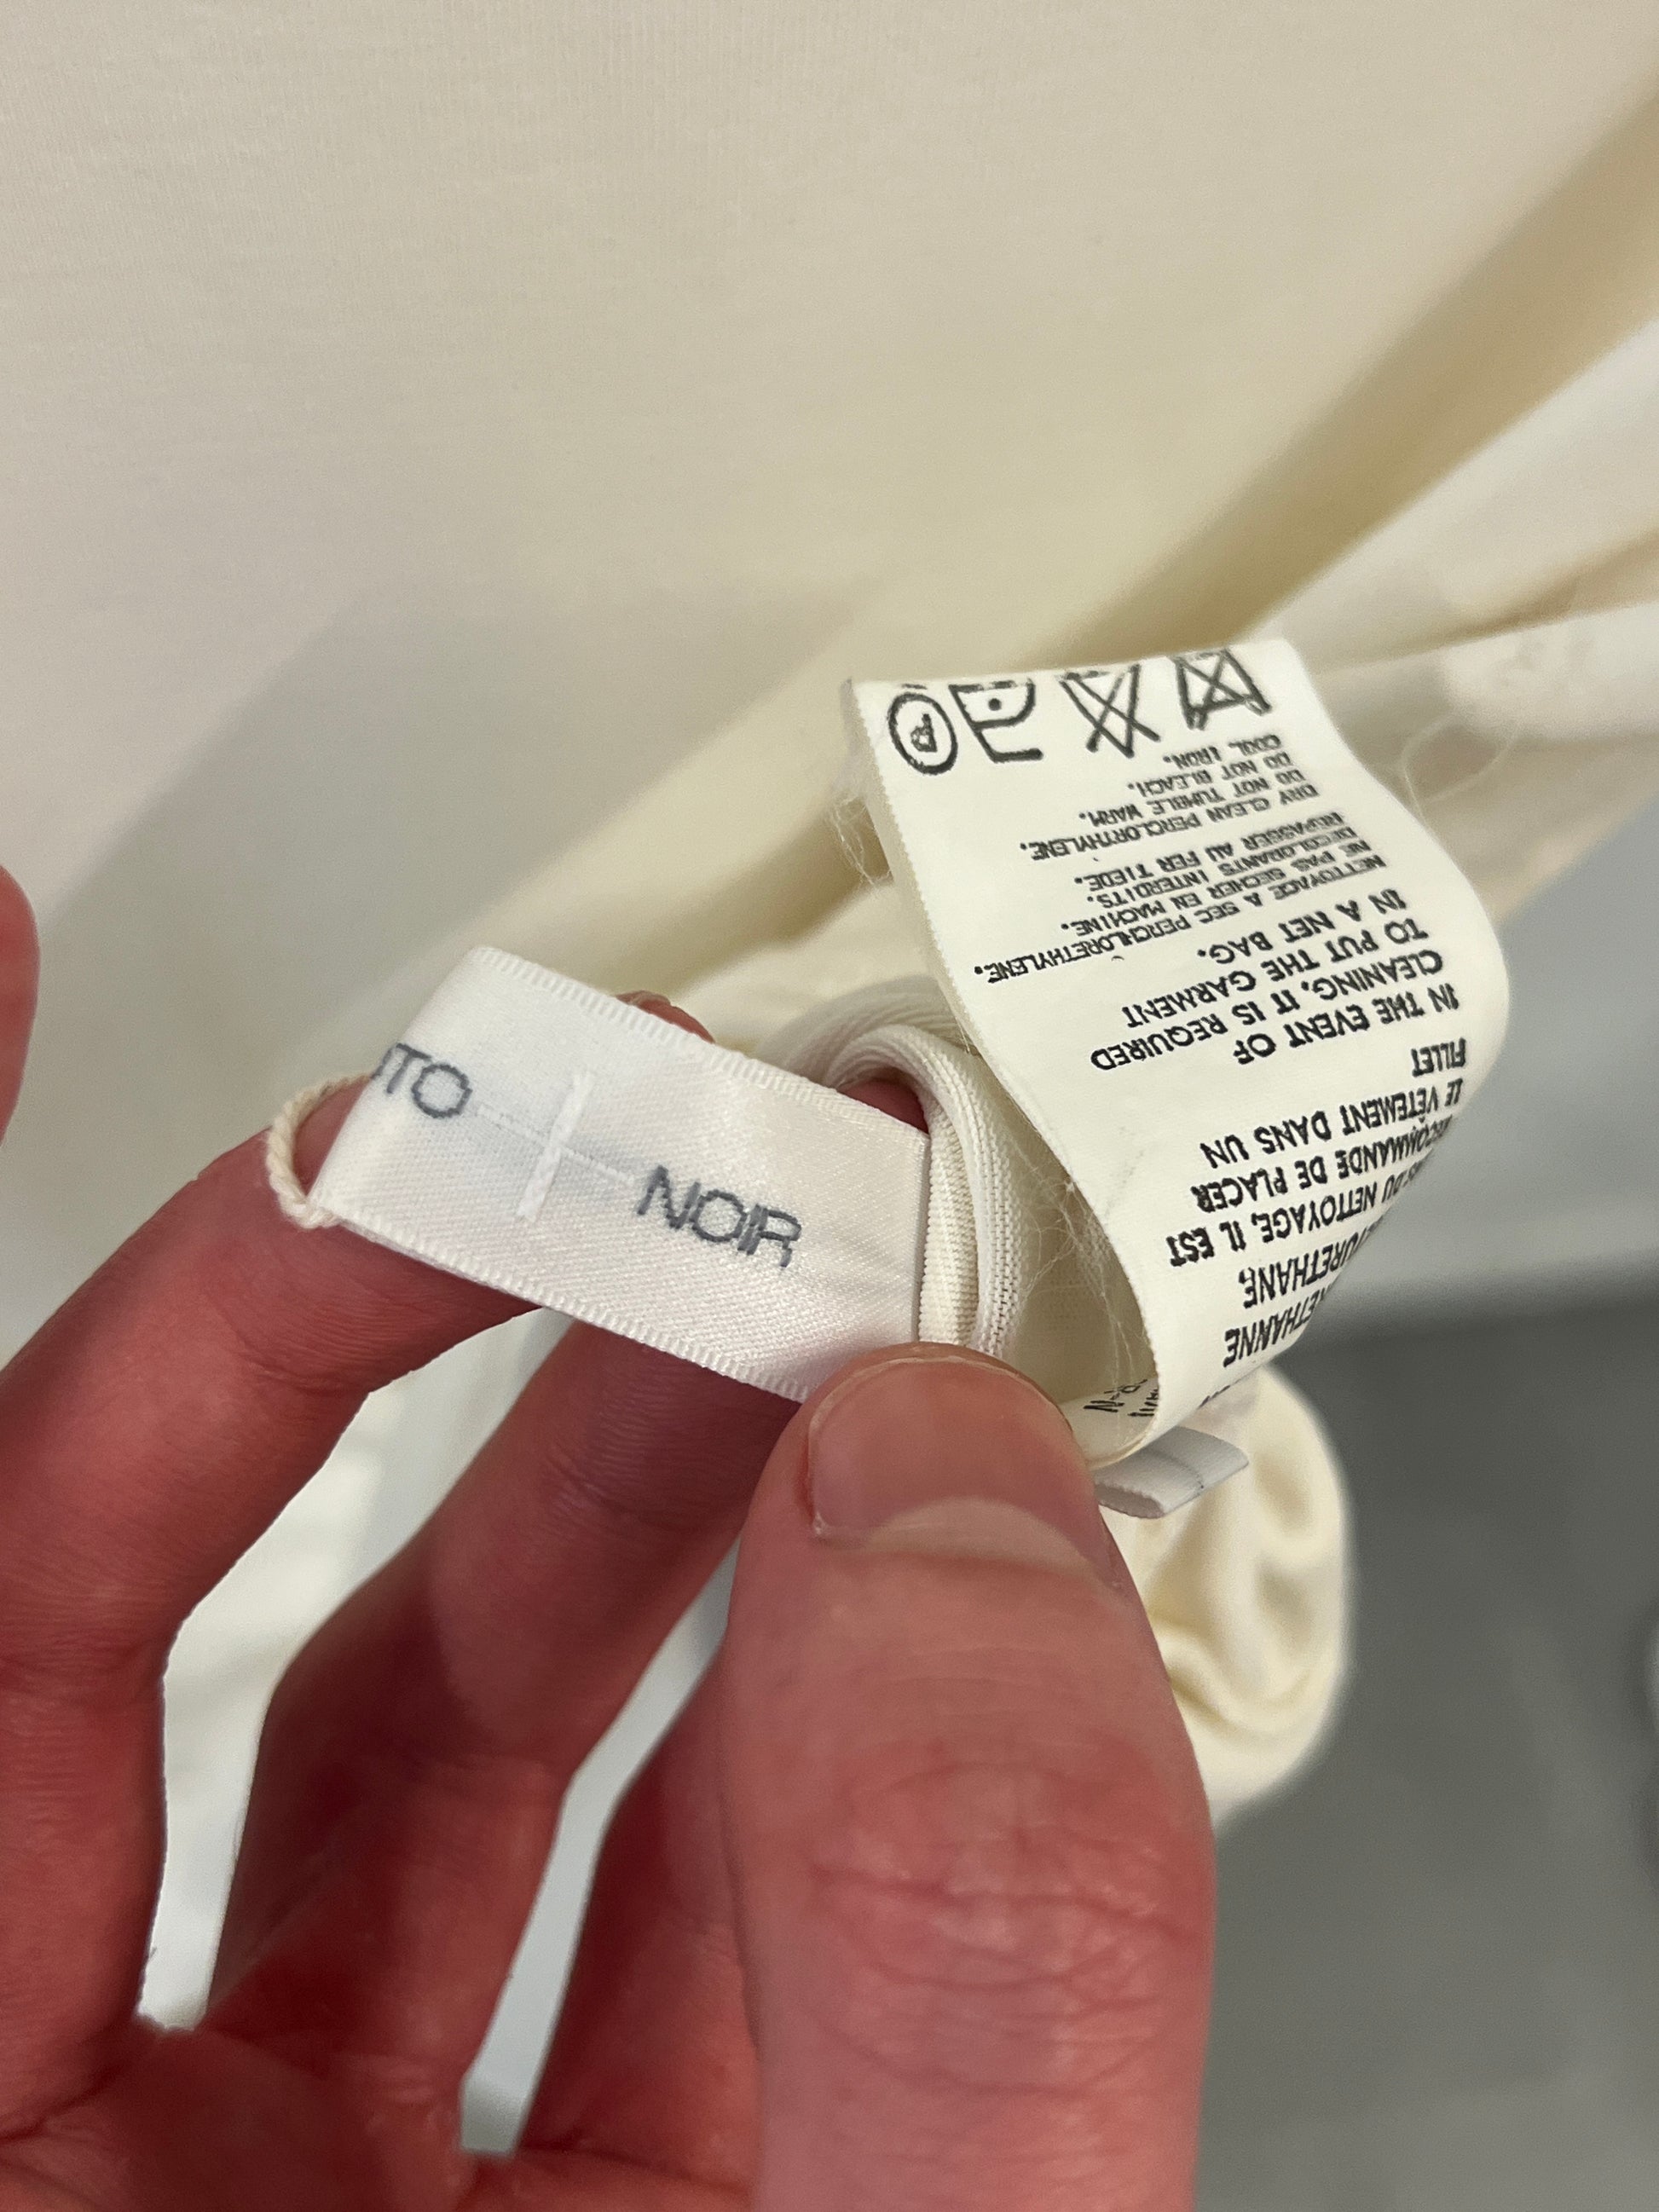 NOIR
DU NETTOYAGE, IL EST
RECOMMANDE DE PLACER
LE VÊTEMENT DANS UN
FILLET
IN THE EVENT OF
CLEANING, IT IS REQUIRED
TO PUT THE GARMENT
IN A NET BAG.
NETTOYAGE A SEC PERCHLORETHYLENE.
NE PAS SECHER EN MACHINE.
DECOLORANTS INTERDITS.
REPASSER AU FER TIEDE.
DRY CLEAN PERCLORTHYLENE.
DO NOT TUMBLE WARM.
DO NOT BLEACH.
COOL IRON.
P